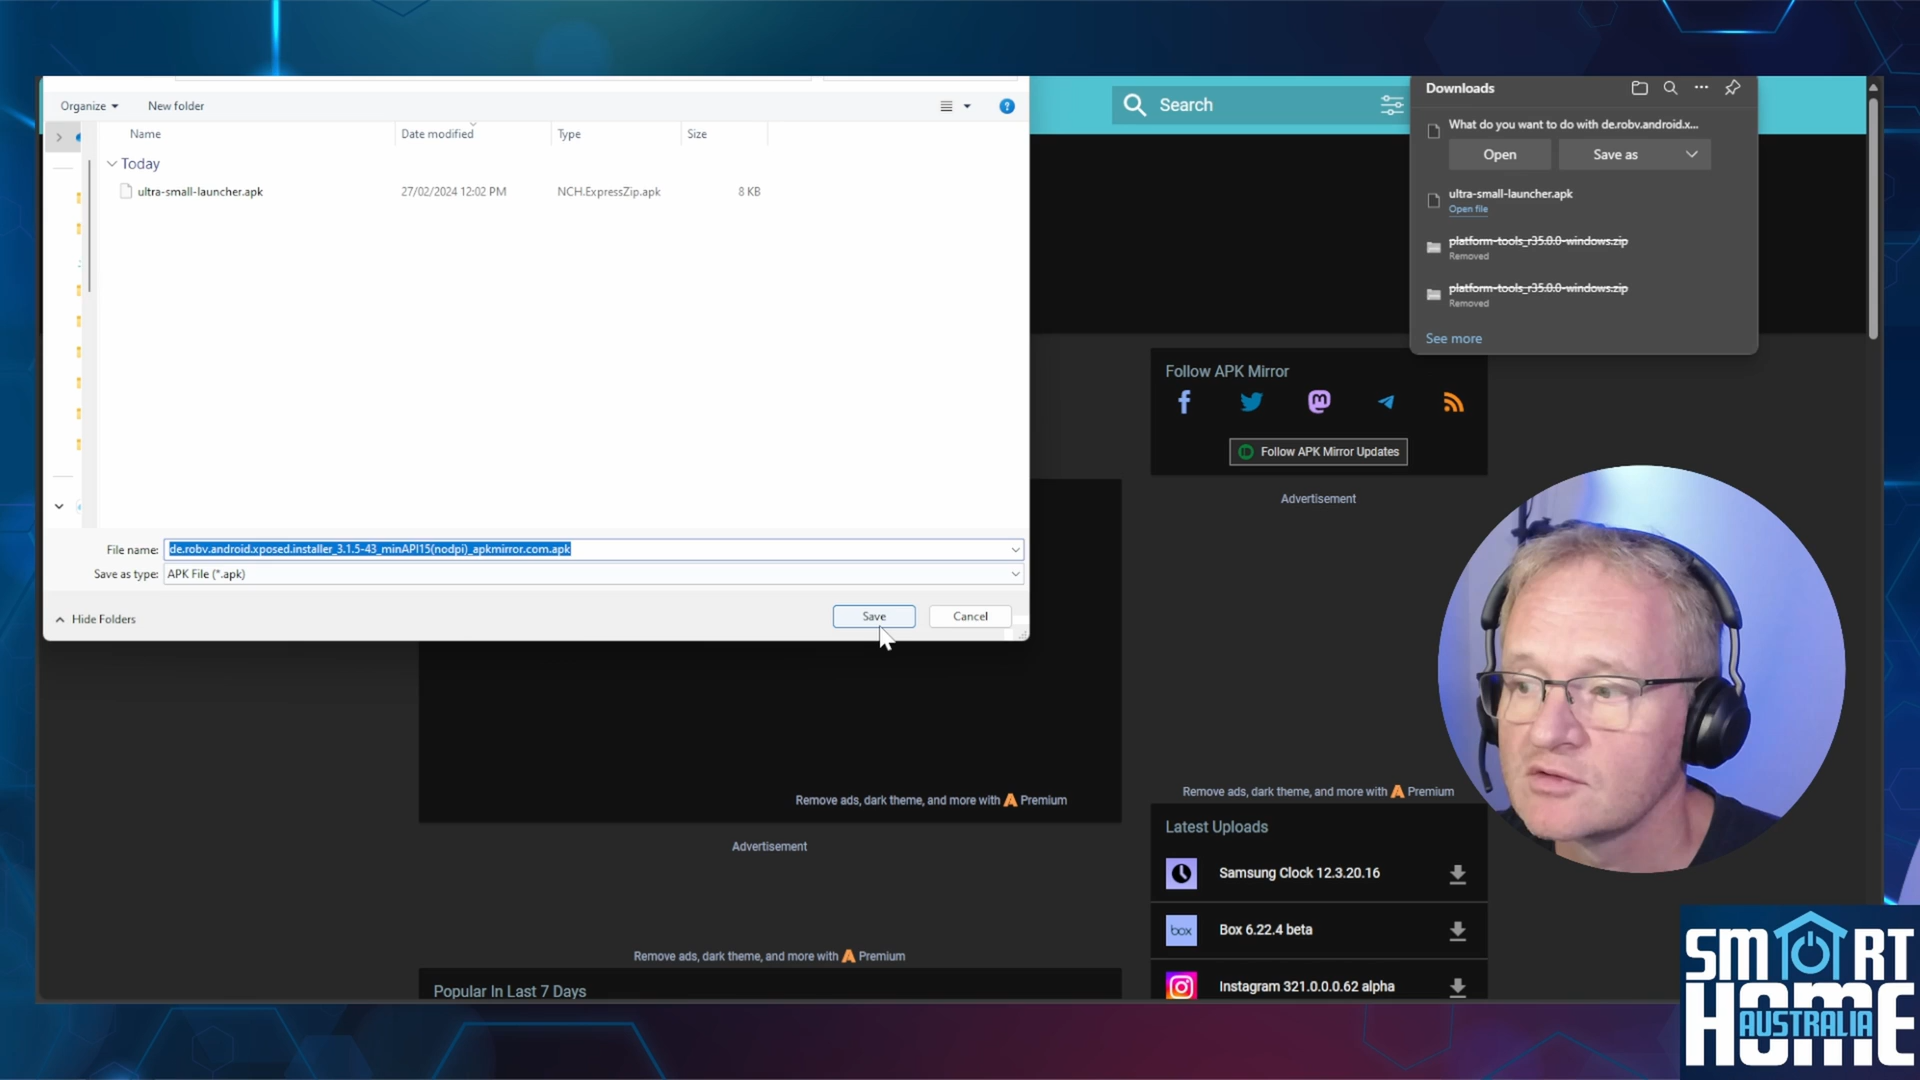 Organize
New folder
Name
Date modified
Type
Size
Today
ultra-small-launcher.apk
27/02/2024 12:02 PM
NCH.ExpressZip.apk
8 KB
File name:
de.robv.android.xposed.installer_3.1.5-43_minAPI15(nodpi)_apkmirror.com.apk
Save as type:
APK File (*.apk)
Hide Folders
Save
Cancel
Search
Downloads
What do you want to do with de.robv.android.x...
Open
Save as
ultra-small-launcher.apk
Open file
platform-tools_r35.0.0-windows.zip
Removed
platform-tools_r35.0.0-windows.zip
Removed
See more
Follow APK Mirror
Follow APK Mirror Updates
Advertisement
Remove ads, dark theme, and more with Premium
Advertisement
Remove ads, dark theme, and more with Premium
Popular In Last 7 Days
Remove ads, dark theme, and more with Premium
Latest Uploads
Samsung Clock 12.3.20.16
box
Box 6.22.4 beta
Instagram 321.0.0.0.62 alpha
SMART
HOME
AUSTRALIA